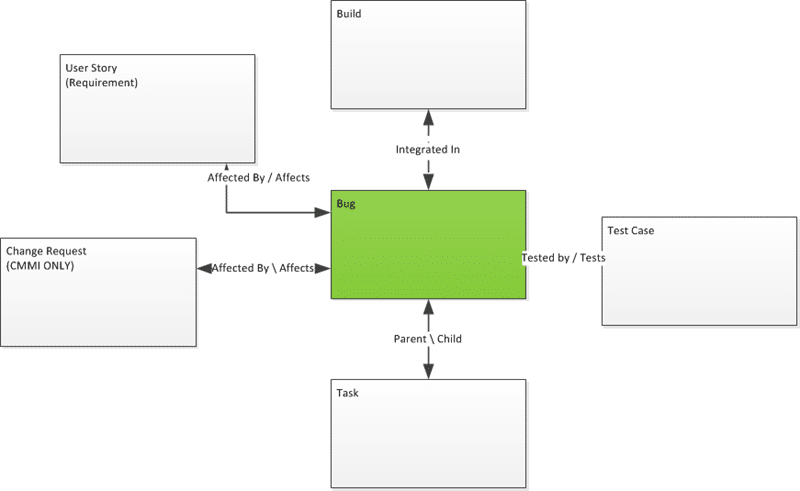 Build
User Story
(Requirement)
Integrated In
Affected By / Affects
Bug
Test Case
Change Request
(CMMI ONLY)
Affected By \ Affects
Tested by / Tests
Parent \ Child
Task